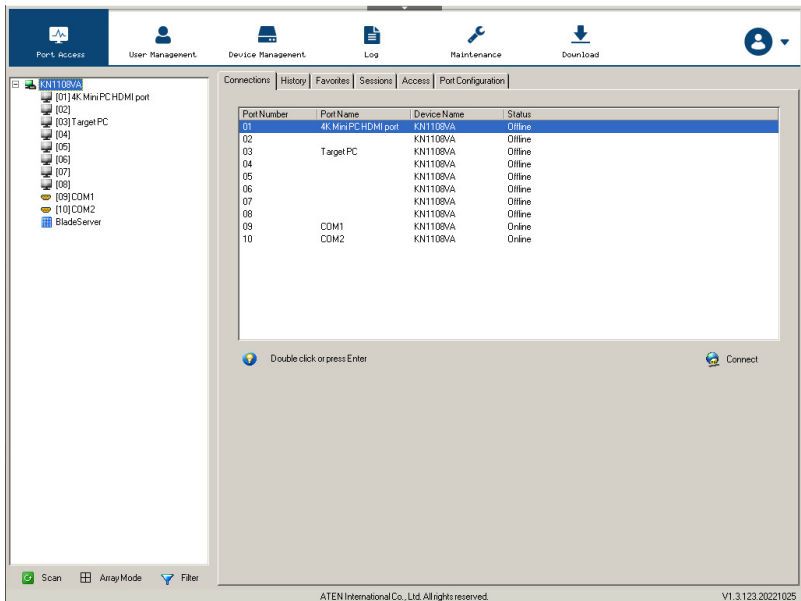 Port Access User Management Device Management Log Maintenance Download
KN1108VA
[01] 4K Mini PC HDMI port
[02]
[03] Target PC
[04]
[05]
[06]
[07]
[08]
[09] COM1
[10] COM2
BladeServer
Scan Array Mode Filter
Connections History Favorites Sessions Access Port Configuration
Port Number Port Name Device Name Status
01 4K Mini PC HDMI port KN1108VA Offline
02 KN1108VA Offline
03 Target PC KN1108VA Offline
04 KN1108VA Offline
05 KN1108VA Offline
06 KN1108VA Offline
07 KN1108VA Offline
08 KN1108VA Offline
09 COM1 KN1108VA Online
10 COM2 KN1108VA Online
Double click or press Enter
Connect
ATEN International Co., Ltd. All rights reserved.
V1.3.123.20221025